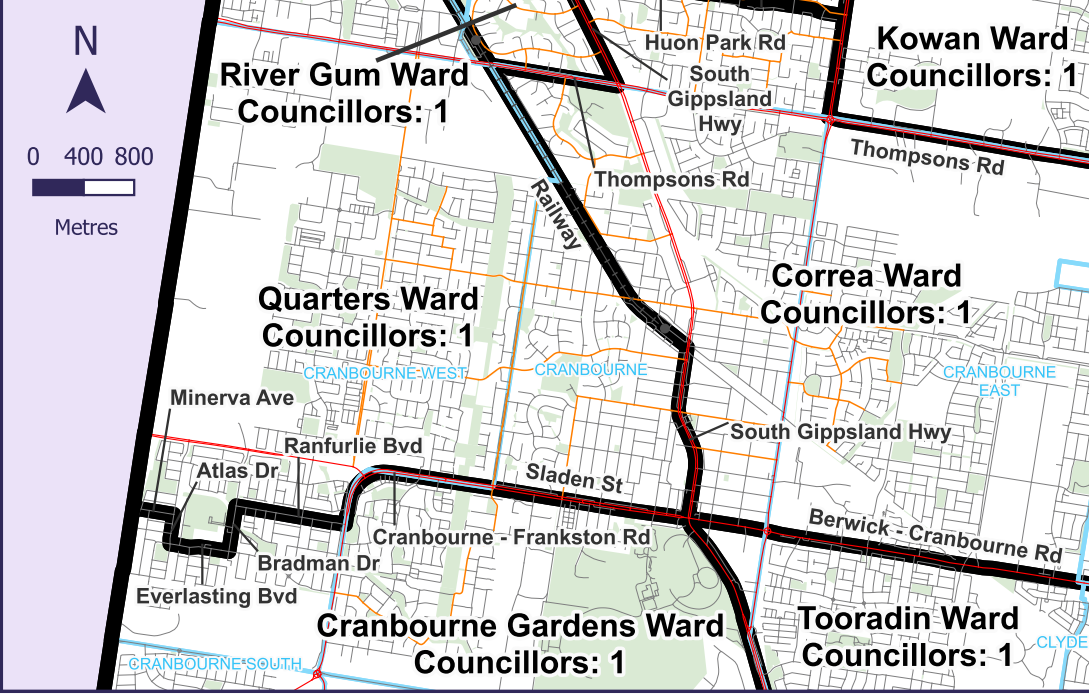 N
0 400 800
Metres
River Gum Ward
Councillors: 1
Huon Park Rd
South
Gippsland
Hwy
Kowan Ward
Councillors: 1
Thompsons Rd
Thompsons Rd
Railway
Quarters Ward
Councillors: 1
Correa Ward
Councillors: 1
CRANBOURNE WEST
CRANBOURNE
CRANBOURNE
EAST
Minerva Ave
South Gippsland Hwy
Ranfurlie Blvd
Atlas Dr
Sladen St
Berwick - Cranbourne Rd
Cranbourne - Frankston Rd
Bradman Dr
Everlasting Bvd
Cranbourne Gardens Ward
Councillors: 1
Tooradin Ward
Councillors: 1
CLYDE
CRANBOURNE SOUTH